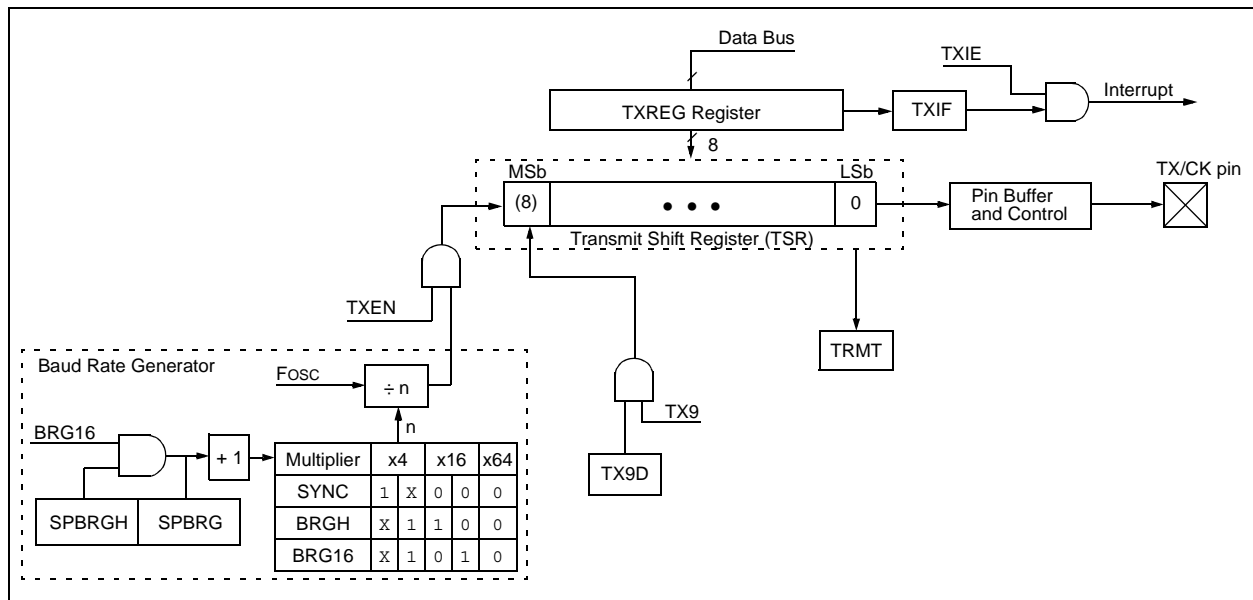 Data Bus
TXIE
Interrupt
TXREG Register
TXIF
8
MSb
LSb
TX/CK pin
(8)
• • •
0
Pin Buffer
and Control
Transmit Shift Register (TSR)
TXEN
TRMT
Baud Rate Generator
FOSC
÷ n
TX9
n
BRG16
+ 1
Multiplier x4 x16 x64
TX9D
SYNC 1 X 0 0 0
SPBRGH SPBRG
BRGH X 1 1 0 0
BRG16 X 1 0 1 0